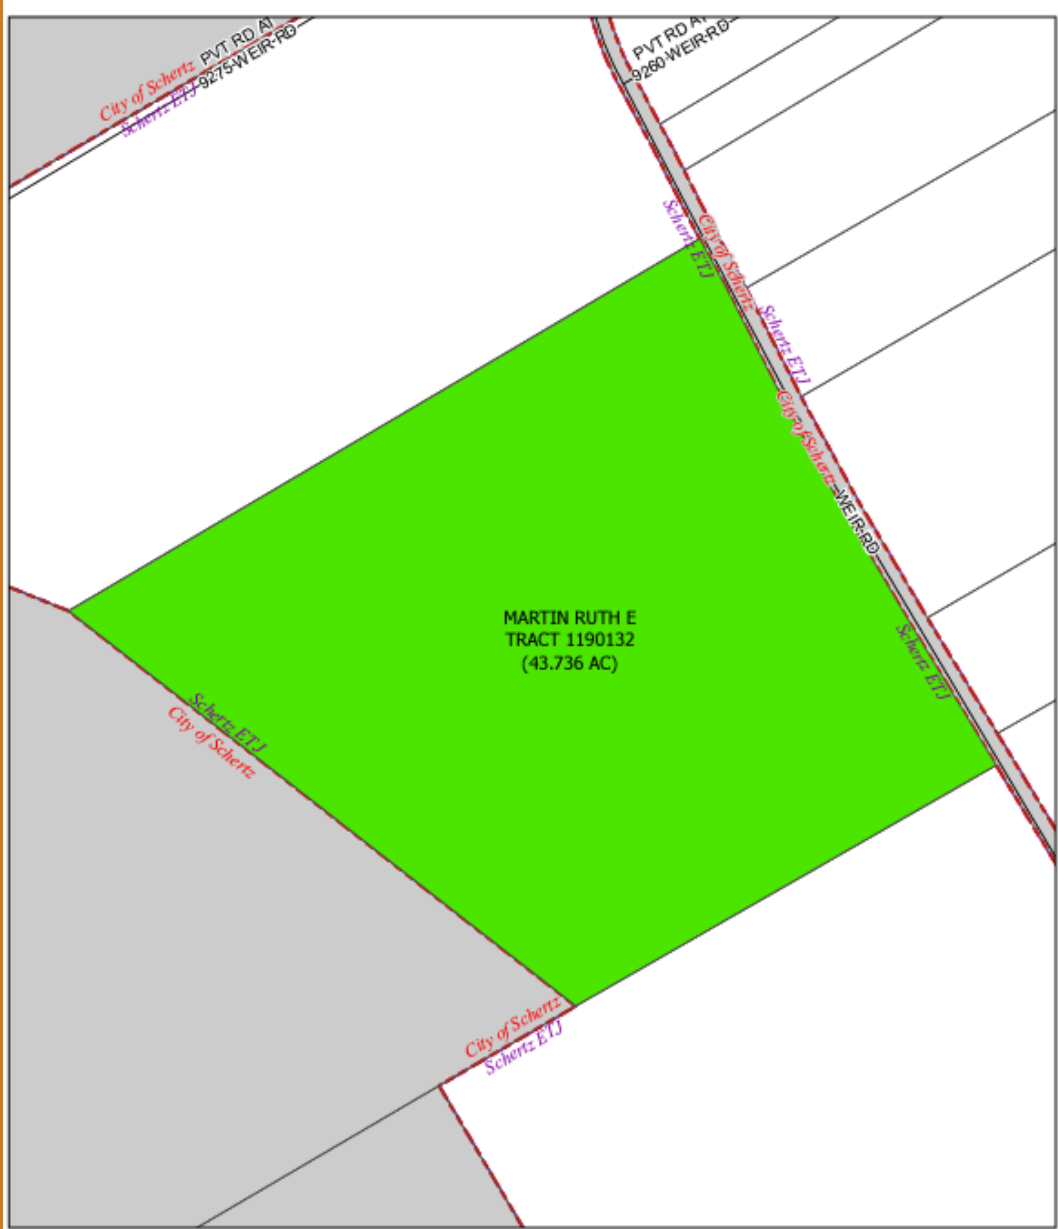 PVT RD AT
9275-WEIR-RD
City of Schertz
Schertz ETJ
PVT RD AT
9260-WEIR-RD
Schertz ETJ
City of Schertz
Schertz ETJ
City of Schertz
WEIR-RD
Schertz ETJ
MARTIN RUTH E
TRACT 1190132
(43.736 AC)
Schertz ETJ
City of Schertz
City of Schertz
Schertz ETJ